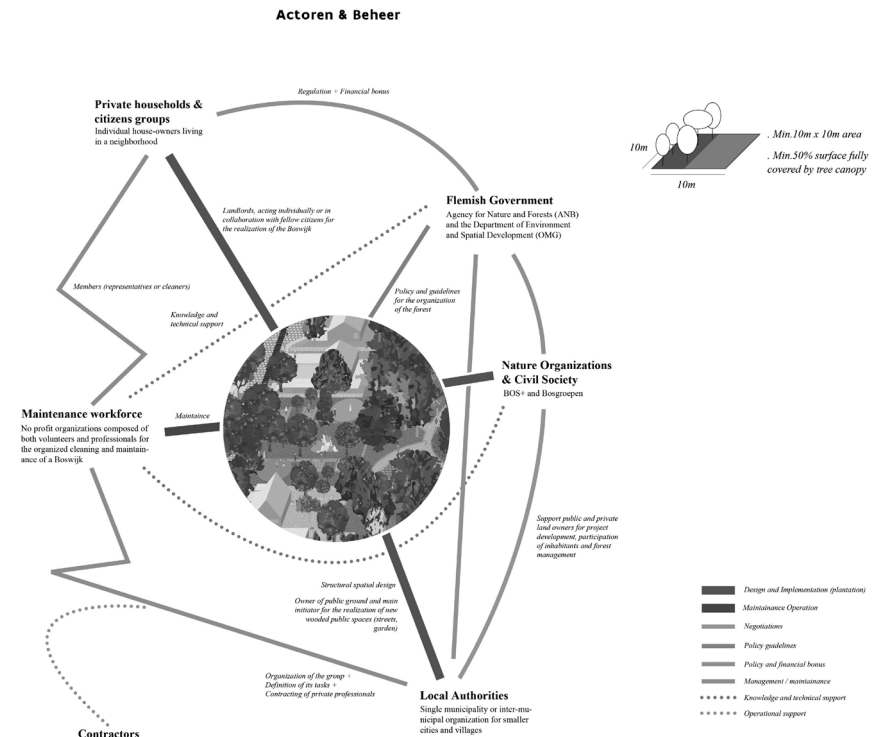 Actoren & Beheer
Regulation + Financial bonus
Private households &
citizens groups
Individual house-owners living
in a neighborhood
10m
10m
. Min.10m x 10m area
. Min.50% surface fully
covered by tree canopy
Flemish Government
Agency for Nature and Forests (ANB)
and the Department of Environment
and Spatial Development (OMG)
Landlords, acting individually or in
collaboration with fellow citizens for
the realization of the Boswijk
Members (representatives or cleaners)
Knowledge and
technical support
Policy and guidelines
for the organization
of the forest
Nature Organizations
& Civil Society
BOS+ and Bosgroepen
Maintenance workforce
No profit organizations composed of
both volunteers and professionals for
the organized cleaning and maintain-
ance of a Boswijk
Maintaince
Support public and private
land owners for project
development, participation
of inhabitants and forest
management
Structural spatial design
Owner of public ground and main
initiator for the realization of new
wooded public spaces (streets,
garden)
Organization of the group +
Definition of its tasks +
Contracting of private professionals
Local Authorities
Single municipality or inter-mu-
nicipal organization for smaller
cities and villages
Contractors
Design and Implementation (plantation)
Maintainance Operation
Negotiations
Policy guidelines
Policy and financial bonus
Management / maintainance
Knowledge and technical support
Operational support